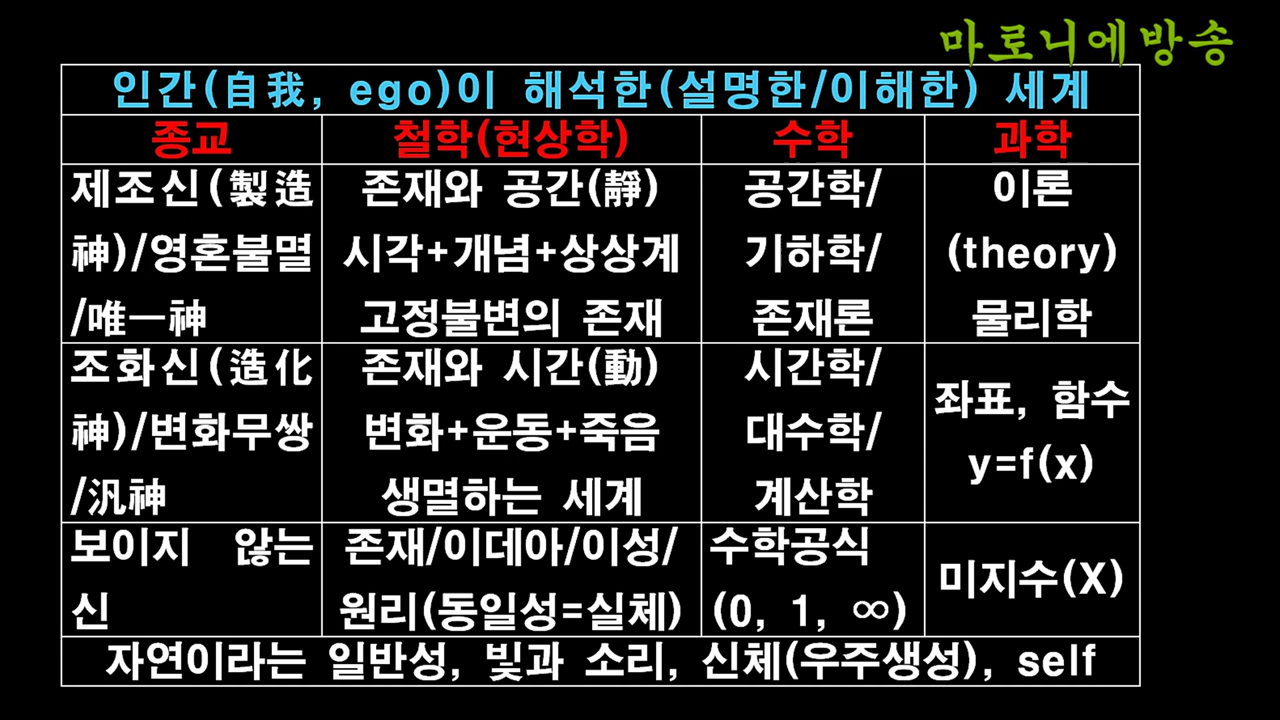 마로니에방송
인간(自我, ego)이 해석한(설명한/이해한) 세계
종교
철학(현상학)
수학
과학
제조신(製造
神)/영혼불멸
/唯一神
존재와 공간(靜)
시각+개념+상상계
고정불변의 존재
공간학/
기하학/
존재론
이론
(theory)
물리학
조화신(造化
神)/변화무쌍
/汎神
존재와 시간(動)
변화+운동+죽음
생멸하는 세계
시간학/
대수학/
계산학
좌표, 함수
y=f(x)
보이지 않는
신
존재/이데아/이성/
원리(동일성=실체)
수학공식
(0, 1, ∞)
미지수(X)
자연이라는 일반성, 빛과 소리, 신체(우주생성), self